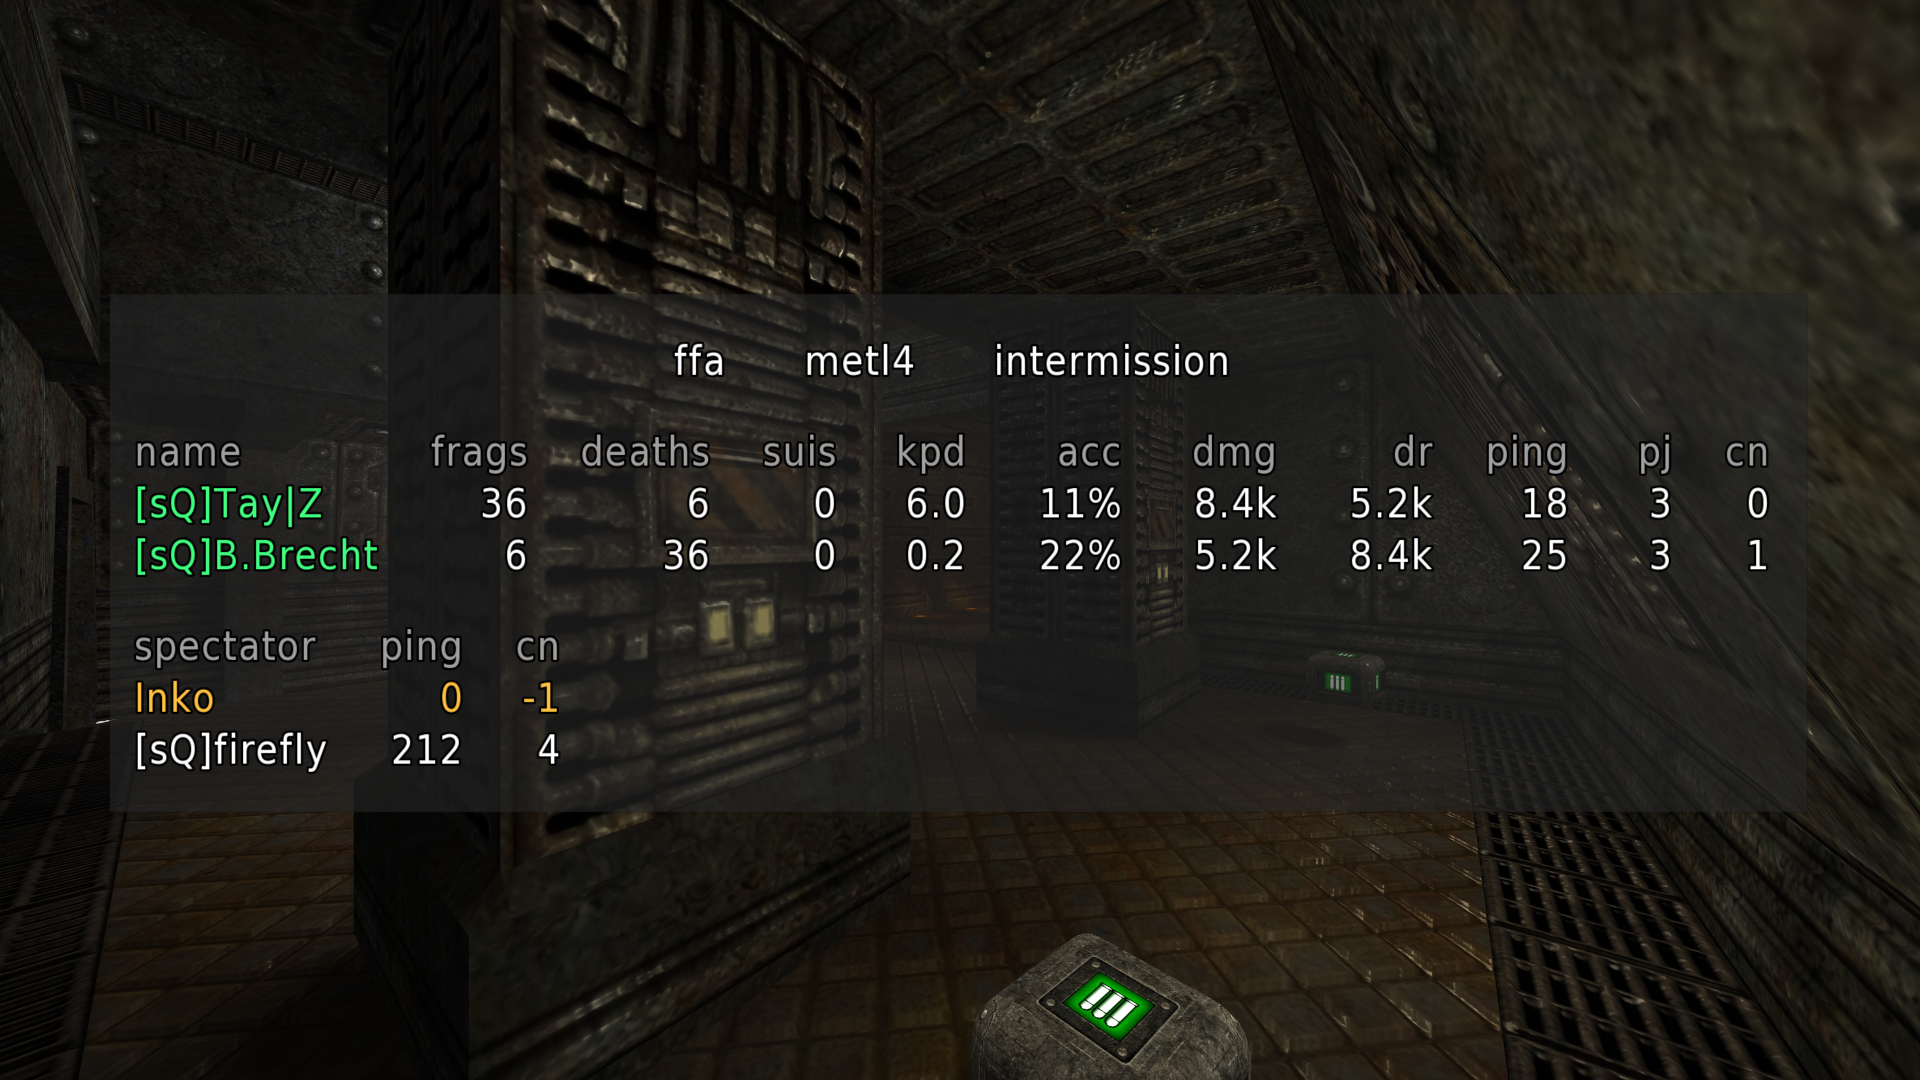 ffa metl4 intermission
name frags deaths suis kpd acc dmg dr ping pj cn
[sQ]Tay|Z 36 6 0 6.0 11% 8.4k 5.2k 18 3 0
[sQ]B.Brecht 6 36 0 0.2 22% 5.2k 8.4k 25 3 1
spectator ping cn
Inko 0 -1
[sQ]firefly 212 4